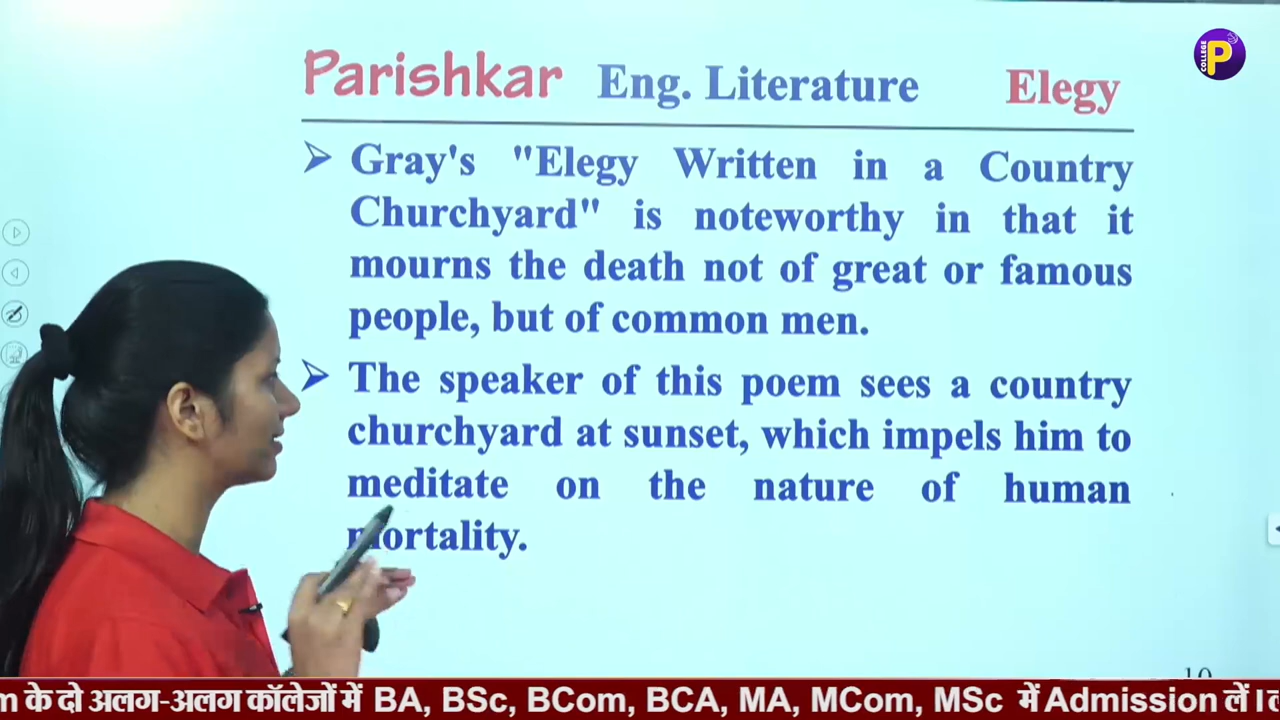 Parishkar Eng. Literature Elegy
COLLEGE P
➢ Gray's "Elegy Written in a Country
Churchyard" is noteworthy in that it
mourns the death not of great or famous
people, but of common men.
➢ The speaker of this poem sees a country
churchyard at sunset, which impels him to
meditate on the nature of human
mortality.
10
के दो अलग-अलग कॉलेजों में BA, BSc, BCom, BCA, MA, MCom, MSc में Admission लें ।